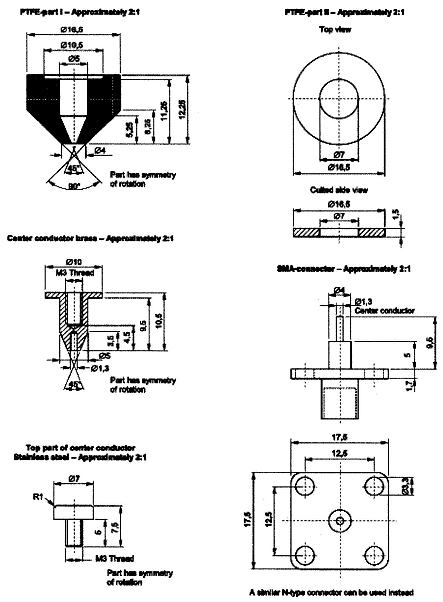 PTFE-part I – Approximately 2:1
Ø16,5
Ø10,5
Ø5
5,25
6,25
11,25
12,25
Ø4
45°
90°
Part has symmetry
of rotation
PTFE-part II – Approximately 2:1
Top view
Ø7
Ø16,5
Cutted side view
Ø16,5
Ø7
1,5
Center conductor brass – Approximately 2:1
Ø10
M3 Thread
3,5
4,5
9,5
10,5
Ø5
Ø1,3
45°
Part has symmetry
of rotation
SMA-connector – Approximately 2:1
Ø4
Ø1,3
Center conductor
5
9,5
1,7
Top part of center conductor
Stainless steel – Approximately 2:1
Ø7
R1
6
7,5
M3 Thread
Part has symmetry
of rotation
17,5
12,5
Ø3,3
17,5
12,5
A similar N-type connector can be used instead